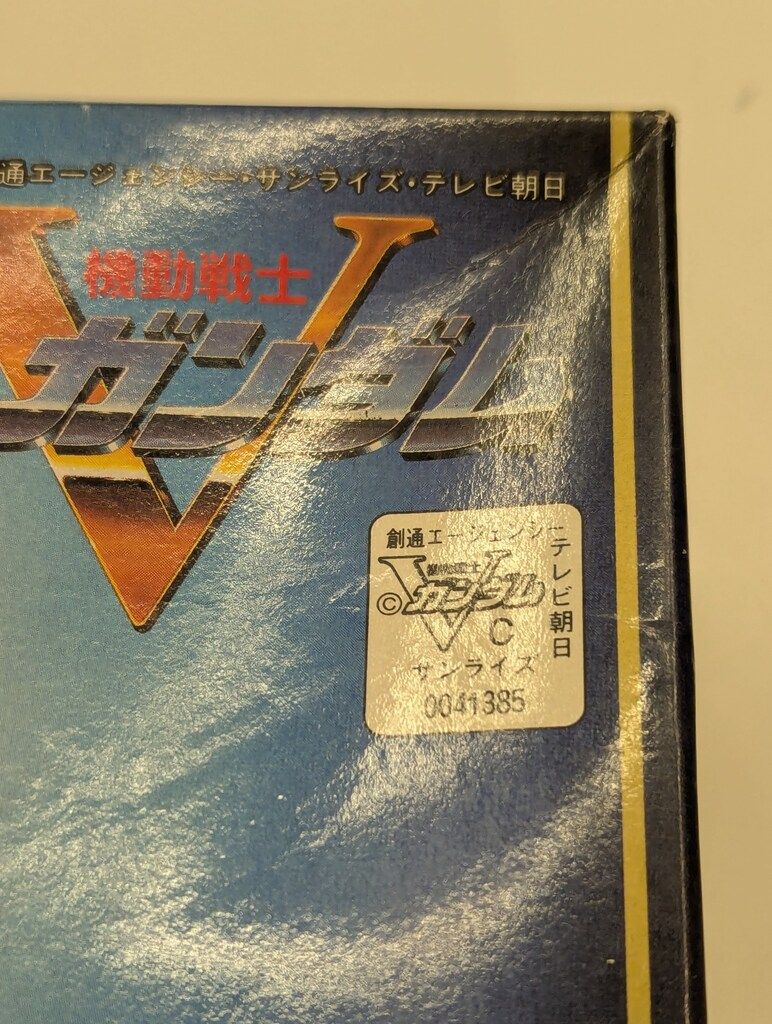 通エージェンシー・サンライズ・テレビ朝日
機動戦士
V
ガンダム
創通エージェンシー
テレビ朝日
機動戦士
V
ガンダム
©
C
サンライズ
0041385